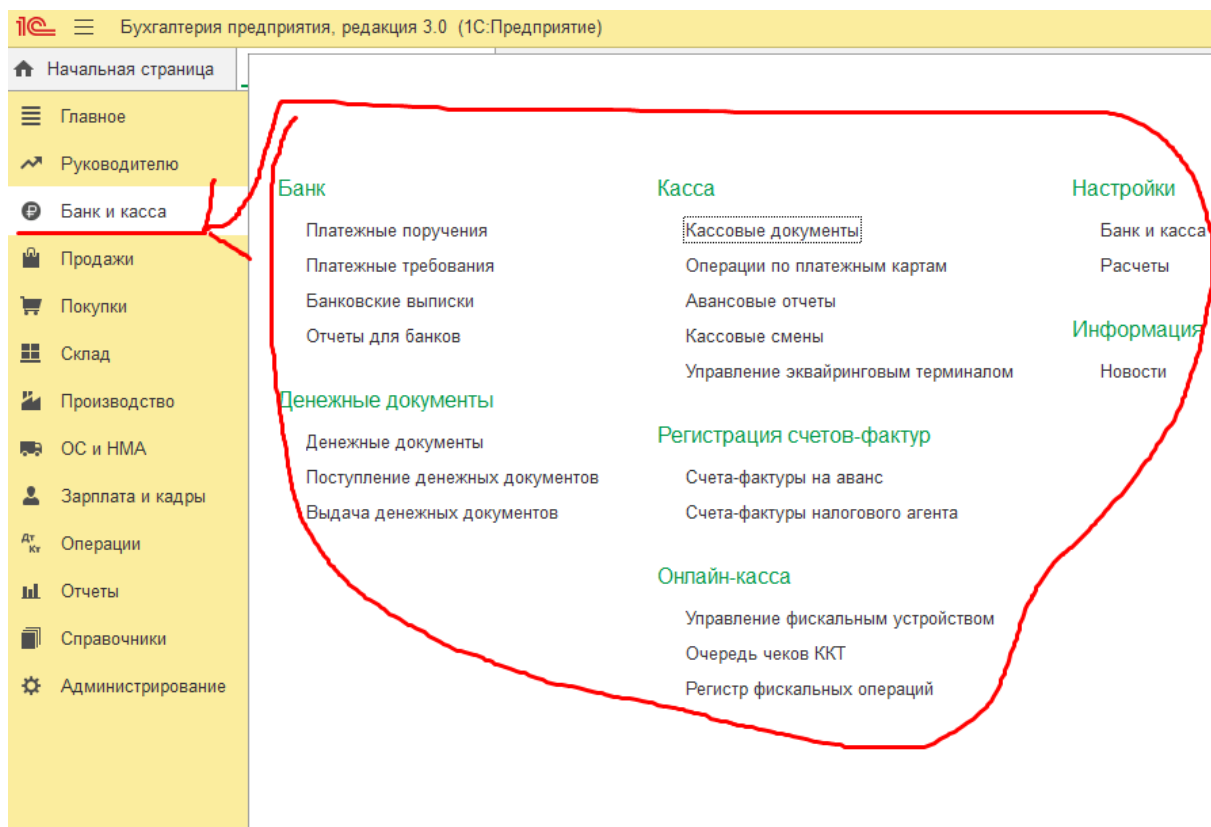 1С Бухгалтерия предприятия, редакция 3.0 (1С:Предприятие)
Начальная страница
Главное
Руководителю
Банк и касса
Продажи
Покупки
Склад
Производство
ОС и НМА
Зарплата и кадры
Дт Кт Операции
Отчеты
Справочники
Администрирование
Банк
Платежные поручения
Платежные требования
Банковские выписки
Отчеты для банков
Денежные документы
Денежные документы
Поступление денежных документов
Выдача денежных документов
Касса
Кассовые документы
Операции по платежным картам
Авансовые отчеты
Кассовые смены
Управление эквайринговым терминалом
Регистрация счетов-фактур
Счета-фактуры на аванс
Счета-фактуры налогового агента
Онлайн-касса
Управление фискальным устройством
Очередь чеков ККТ
Регистр фискальных операций
Настройки
Банк и касса
Расчеты
Информация
Новости